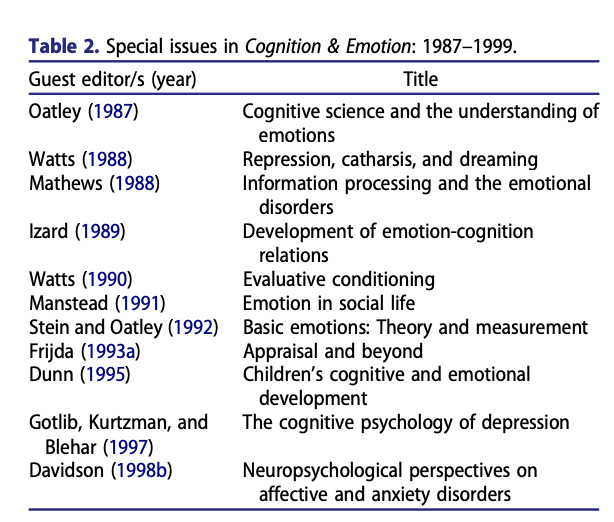 Table 2. Special issues in Cognition & Emotion: 1987–1999.
Guest editor/s (year) Title
Oatley (1987) Cognitive science and the understanding of
emotions
Watts (1988) Repression, catharsis, and dreaming
Mathews (1988) Information processing and the emotional
disorders
Izard (1989) Development of emotion-cognition
relations
Watts (1990) Evaluative conditioning
Manstead (1991) Emotion in social life
Stein and Oatley (1992) Basic emotions: Theory and measurement
Frijda (1993a) Appraisal and beyond
Dunn (1995) Children’s cognitive and emotional
development
Gotlib, Kurtzman, and The cognitive psychology of depression
Blehar (1997)
Davidson (1998b) Neuropsychological perspectives on
affective and anxiety disorders